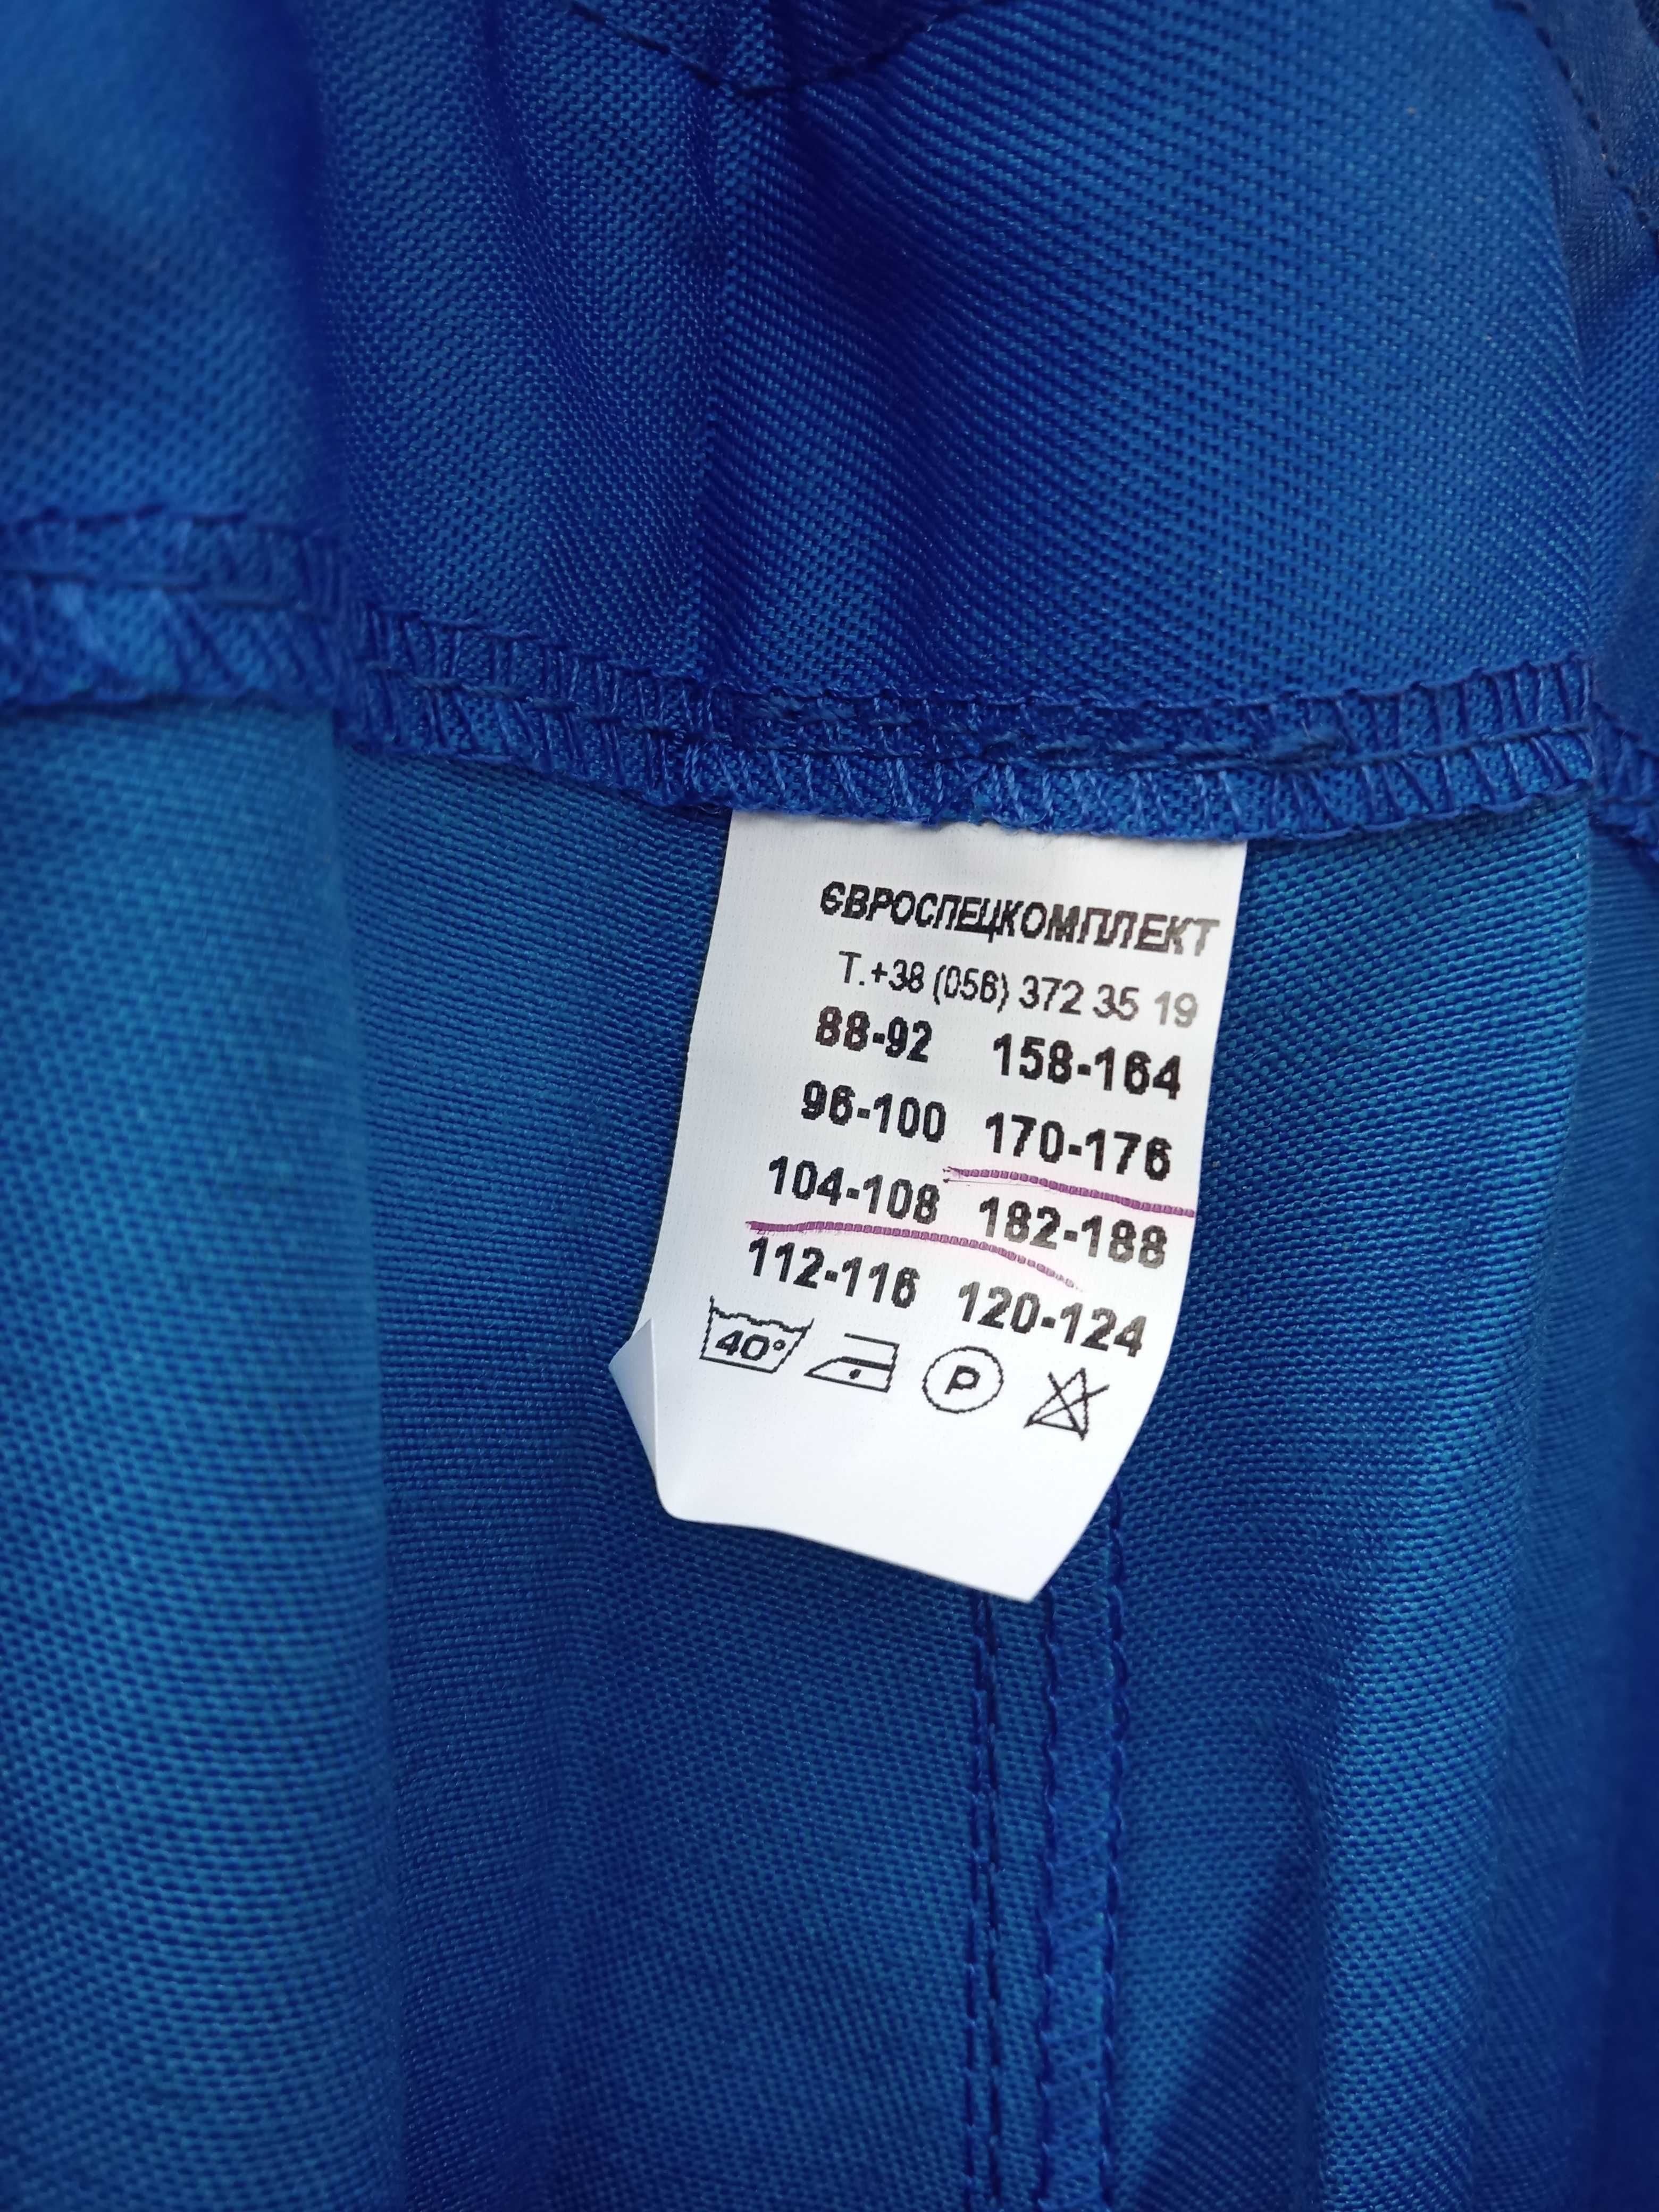 ЄВРОСПЕЦКОМПЛЕКТ
Т.+38 (056) 372 35 19
88-92 158-164
96-100 170-176
104-108 182-188
112-116 120-124
40° P